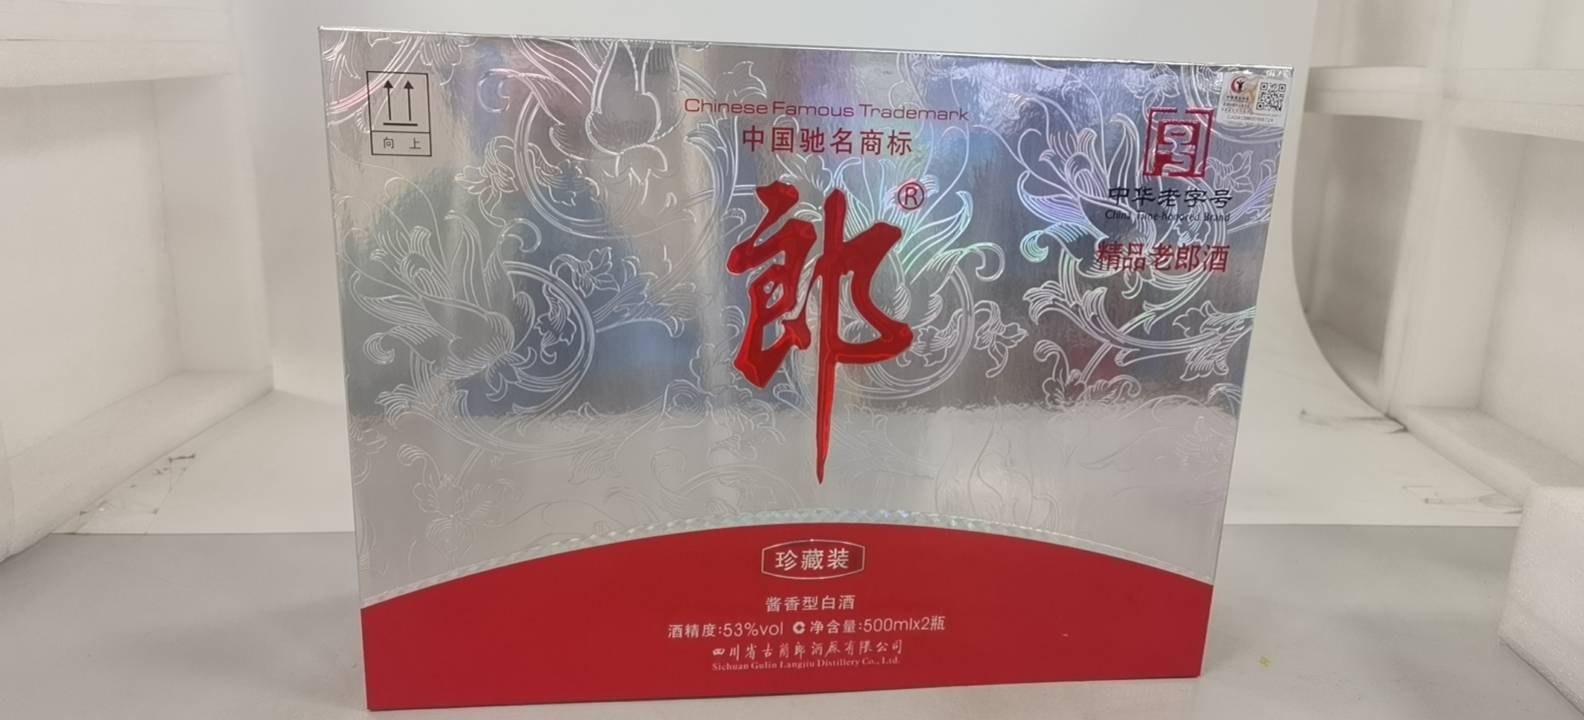 向 上
Chinese Famous Trademark
中国驰名商标
郎®
号
中华老字号
China Time-Honored Brand
精品老郎酒
珍藏装
酱香型白酒
酒精度:53%vol C 净含量:500mlx2瓶
四川省古蔺郎酒厂有限公司
Sichuan Gulin Langjiu Distillery Co., Ltd.